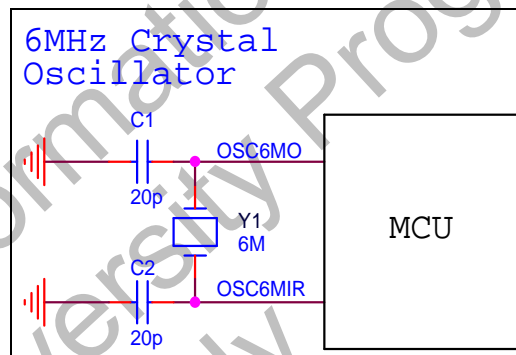 6MHz Crystal
Oscillator
C1
OSC6MO
20p
Y1
6M
MCU
C2
OSC6MIR
20p